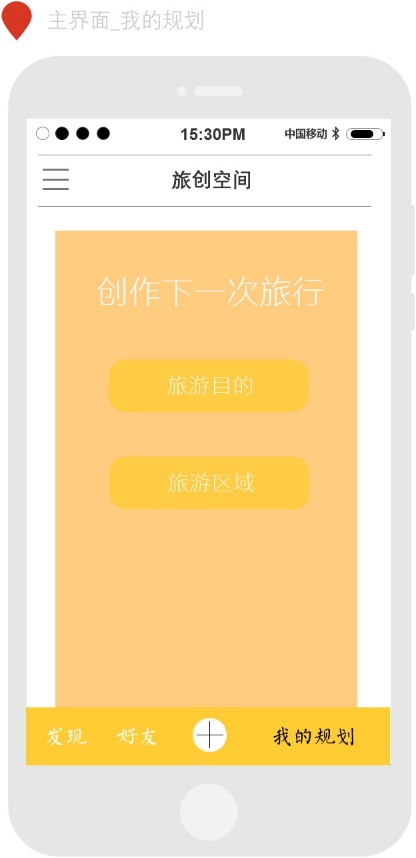 主界面_我的规划
15:30PM 中国移动
旅创空间
创作下一次旅行
旅游目的
旅游区域
发现 好友 我的规划